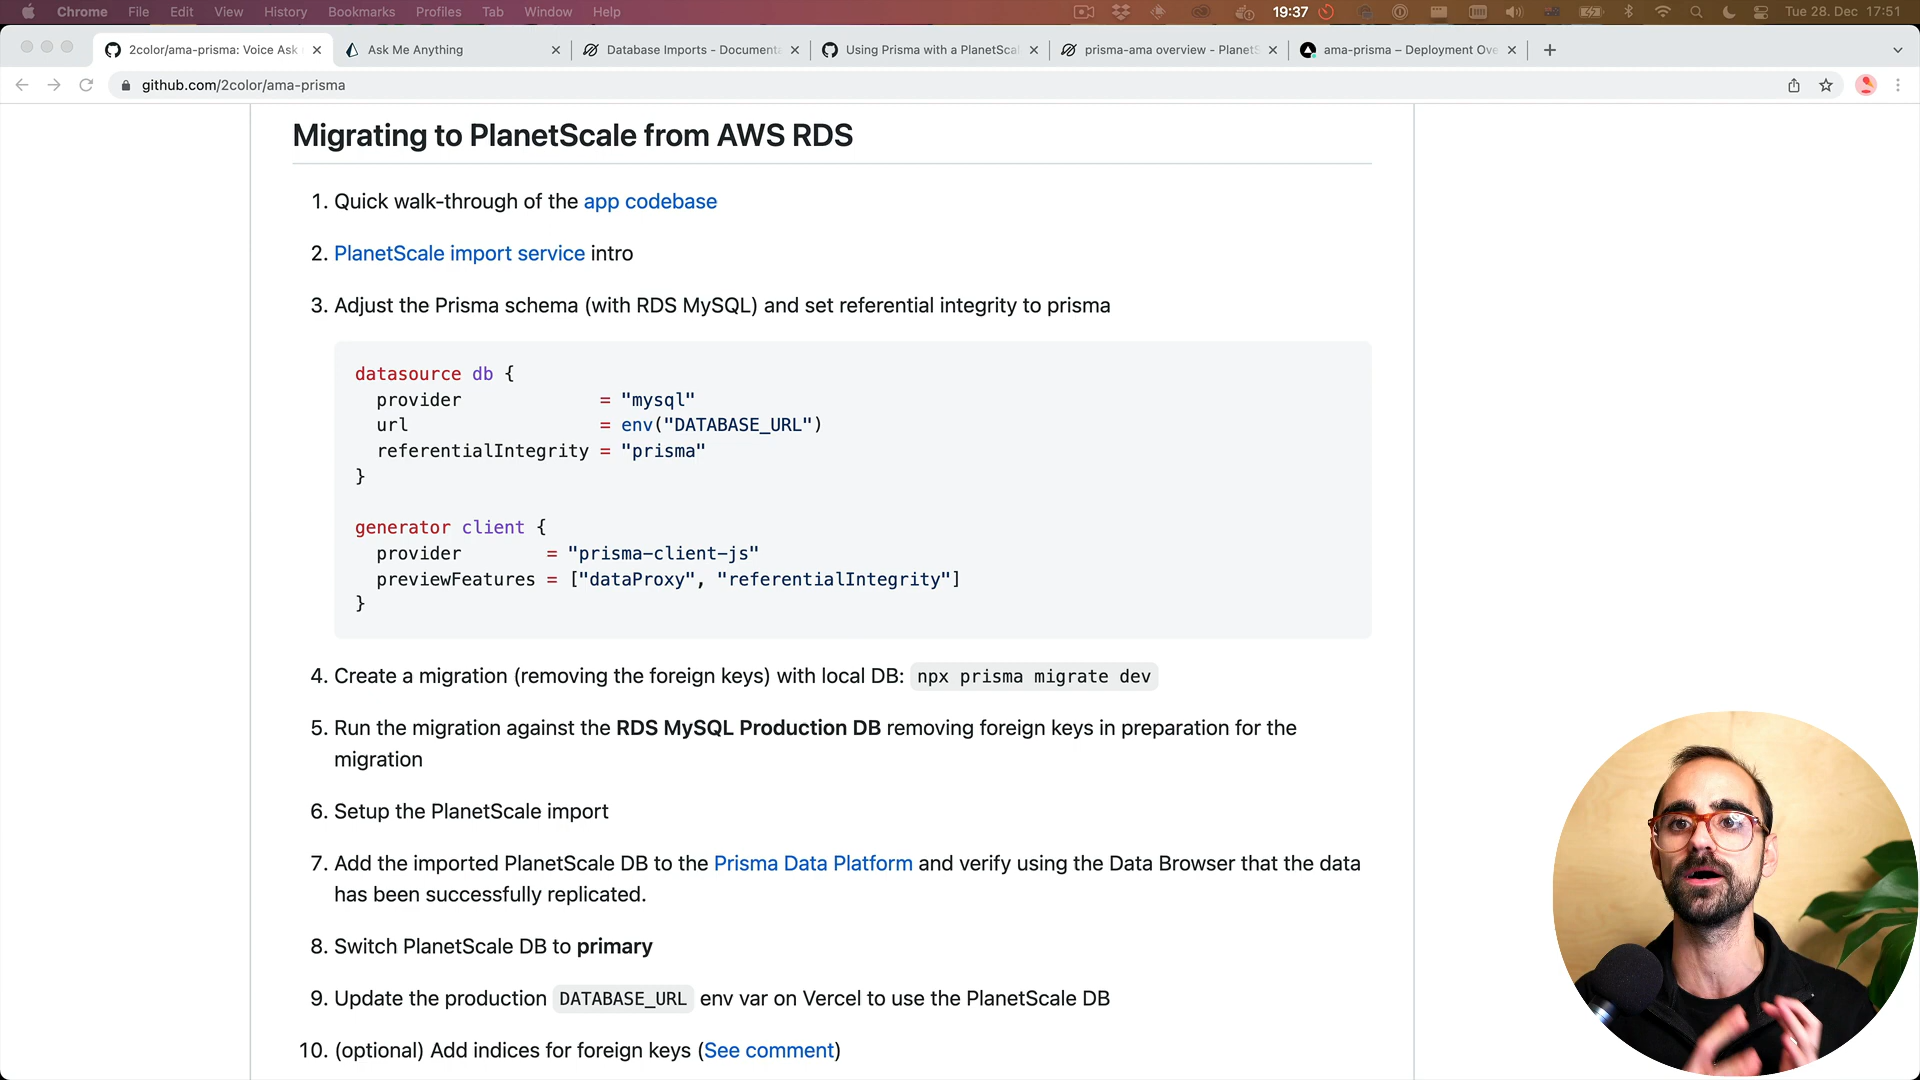 Chrome File Edit View History Bookmarks Profiles Tab Window Help 19:37 Tue 28. Dec 17:51
2color/ama-prisma: Voice Ask Ask Me Anything Database Imports - Documenta Using Prisma with a PlanetScal prisma-ama overview - PlanetS ama-prisma – Deployment Ove
github.com/2color/ama-prisma
Migrating to PlanetScale from AWS RDS
1. Quick walk-through of the app codebase
2. PlanetScale import service intro
3. Adjust the Prisma schema (with RDS MySQL) and set referential integrity to prisma
datasource db {
provider = "mysql"
url = env("DATABASE_URL")
referentialIntegrity = "prisma"
}
generator client {
provider = "prisma-client-js"
previewFeatures = ["dataProxy", "referentialIntegrity"]
}
4. Create a migration (removing the foreign keys) with local DB: npx prisma migrate dev
5. Run the migration against the RDS MySQL Production DB removing foreign keys in preparation for the
migration
6. Setup the PlanetScale import
7. Add the imported PlanetScale DB to the Prisma Data Platform and verify using the Data Browser that the data
has been successfully replicated.
8. Switch PlanetScale DB to primary
9. Update the production DATABASE_URL env var on Vercel to use the PlanetScale DB
10. (optional) Add indices for foreign keys (See comment)